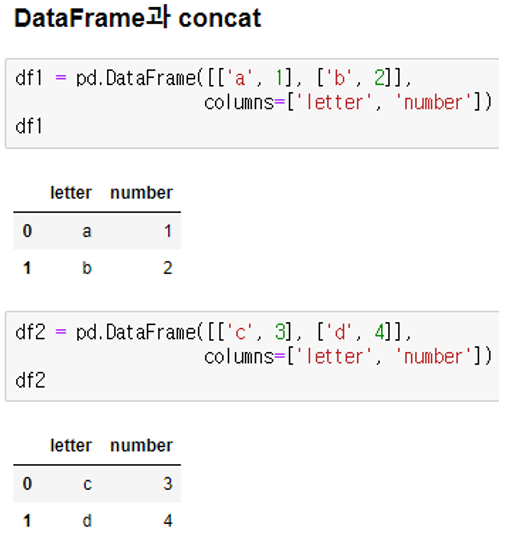 DataFrame과 concat
df1 = pd.DataFrame([['a', 1], ['b', 2]],
columns=['letter', 'number'])
df1
letter number
0 a 1
1 b 2
df2 = pd.DataFrame([['c', 3], ['d', 4]],
columns=['letter', 'number'])
df2
letter number
0 c 3
1 d 4